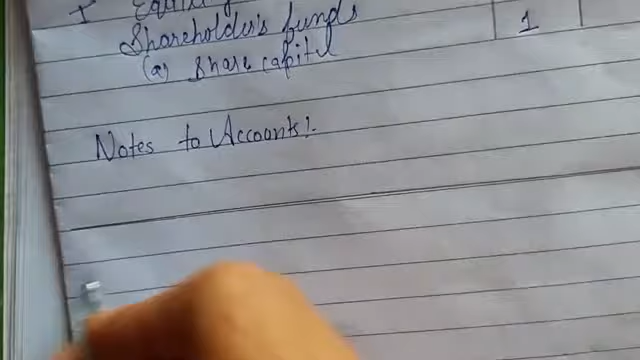 I
Shareholder's funds
(a) Share capital
1
Notes to Accounts:-